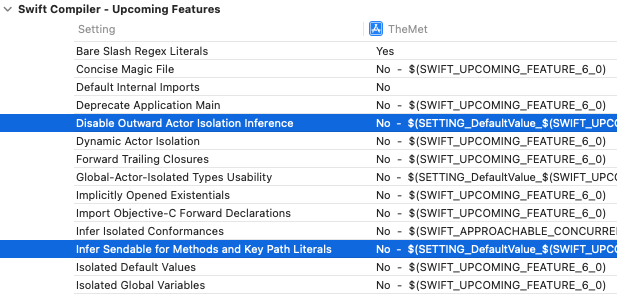 Swift Compiler - Upcoming Features
Setting TheMet
Bare Slash Regex Literals Yes
Concise Magic File No - $(SWIFT_UPCOMING_FEATURE_6_0)
Default Internal Imports No
Deprecate Application Main No - $(SWIFT_UPCOMING_FEATURE_6_0)
Disable Outward Actor Isolation Inference No - $(SETTING_DefaultValue_$(SWIFT_UPCO
Dynamic Actor Isolation No - $(SWIFT_UPCOMING_FEATURE_6_0)
Forward Trailing Closures No - $(SWIFT_UPCOMING_FEATURE_6_0)
Global-Actor-Isolated Types Usability No - $(SETTING_DefaultValue_$(SWIFT_UPCO
Implicitly Opened Existentials No - $(SWIFT_UPCOMING_FEATURE_6_0)
Import Objective-C Forward Declarations No - $(SWIFT_UPCOMING_FEATURE_6_0)
Infer Isolated Conformances No - $(SWIFT_APPROACHABLE_CONCURRE
Infer Sendable for Methods and Key Path Literals No - $(SETTING_DefaultValue_$(SWIFT_UPCO
Isolated Default Values No - $(SWIFT_UPCOMING_FEATURE_6_0)
Isolated Global Variables No - $(SWIFT_UPCOMING_FEATURE_6_0)